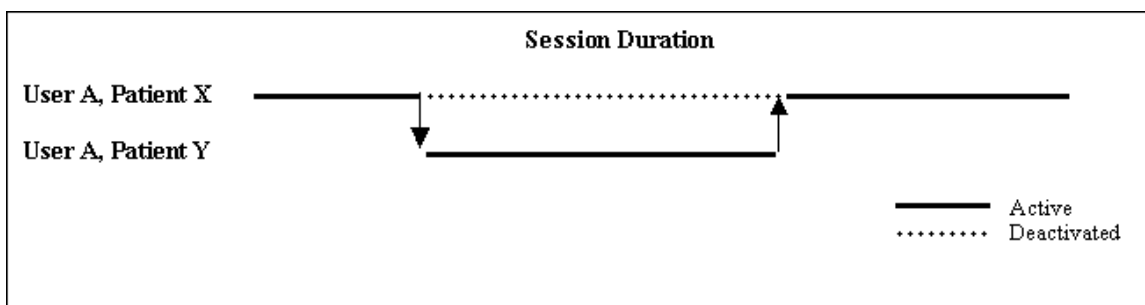 Session Duration
User A, Patient X
User A, Patient Y
Active
Deactivated